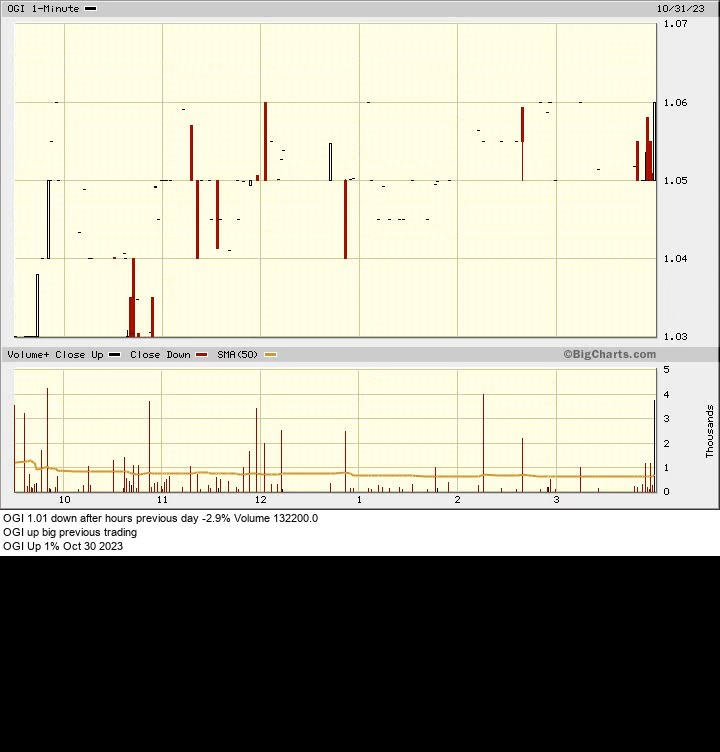 OGI 1-Minute 10/31/23
1.07
1.06
1.05
1.04
1.03
Volume+ Close Up Close Down SMA(50) ©BigCharts.com
5
4
3
2
1
0
Thousands
10 11 12 1 2 3
OGI 1.01 down after hours previous day -2.9% Volume 132200.0
OGI up big previous trading
OGI Up 1% Oct 30 2023